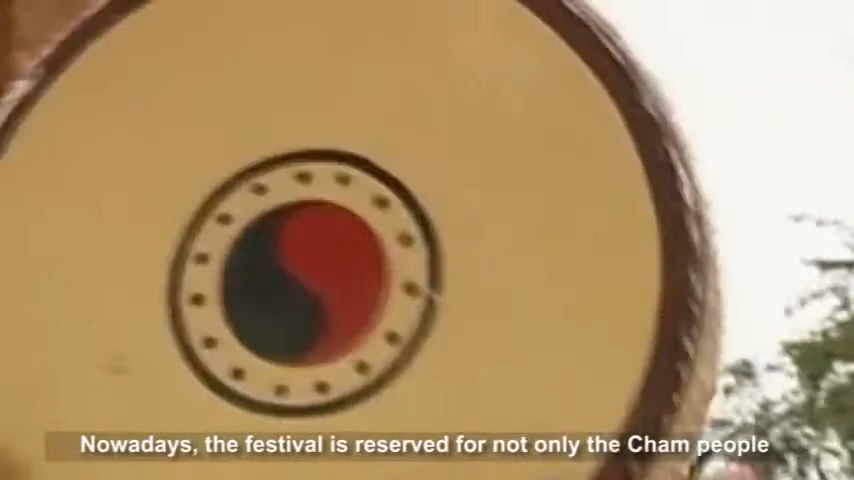 Nowadays, the festival is reserved for not only the Cham people